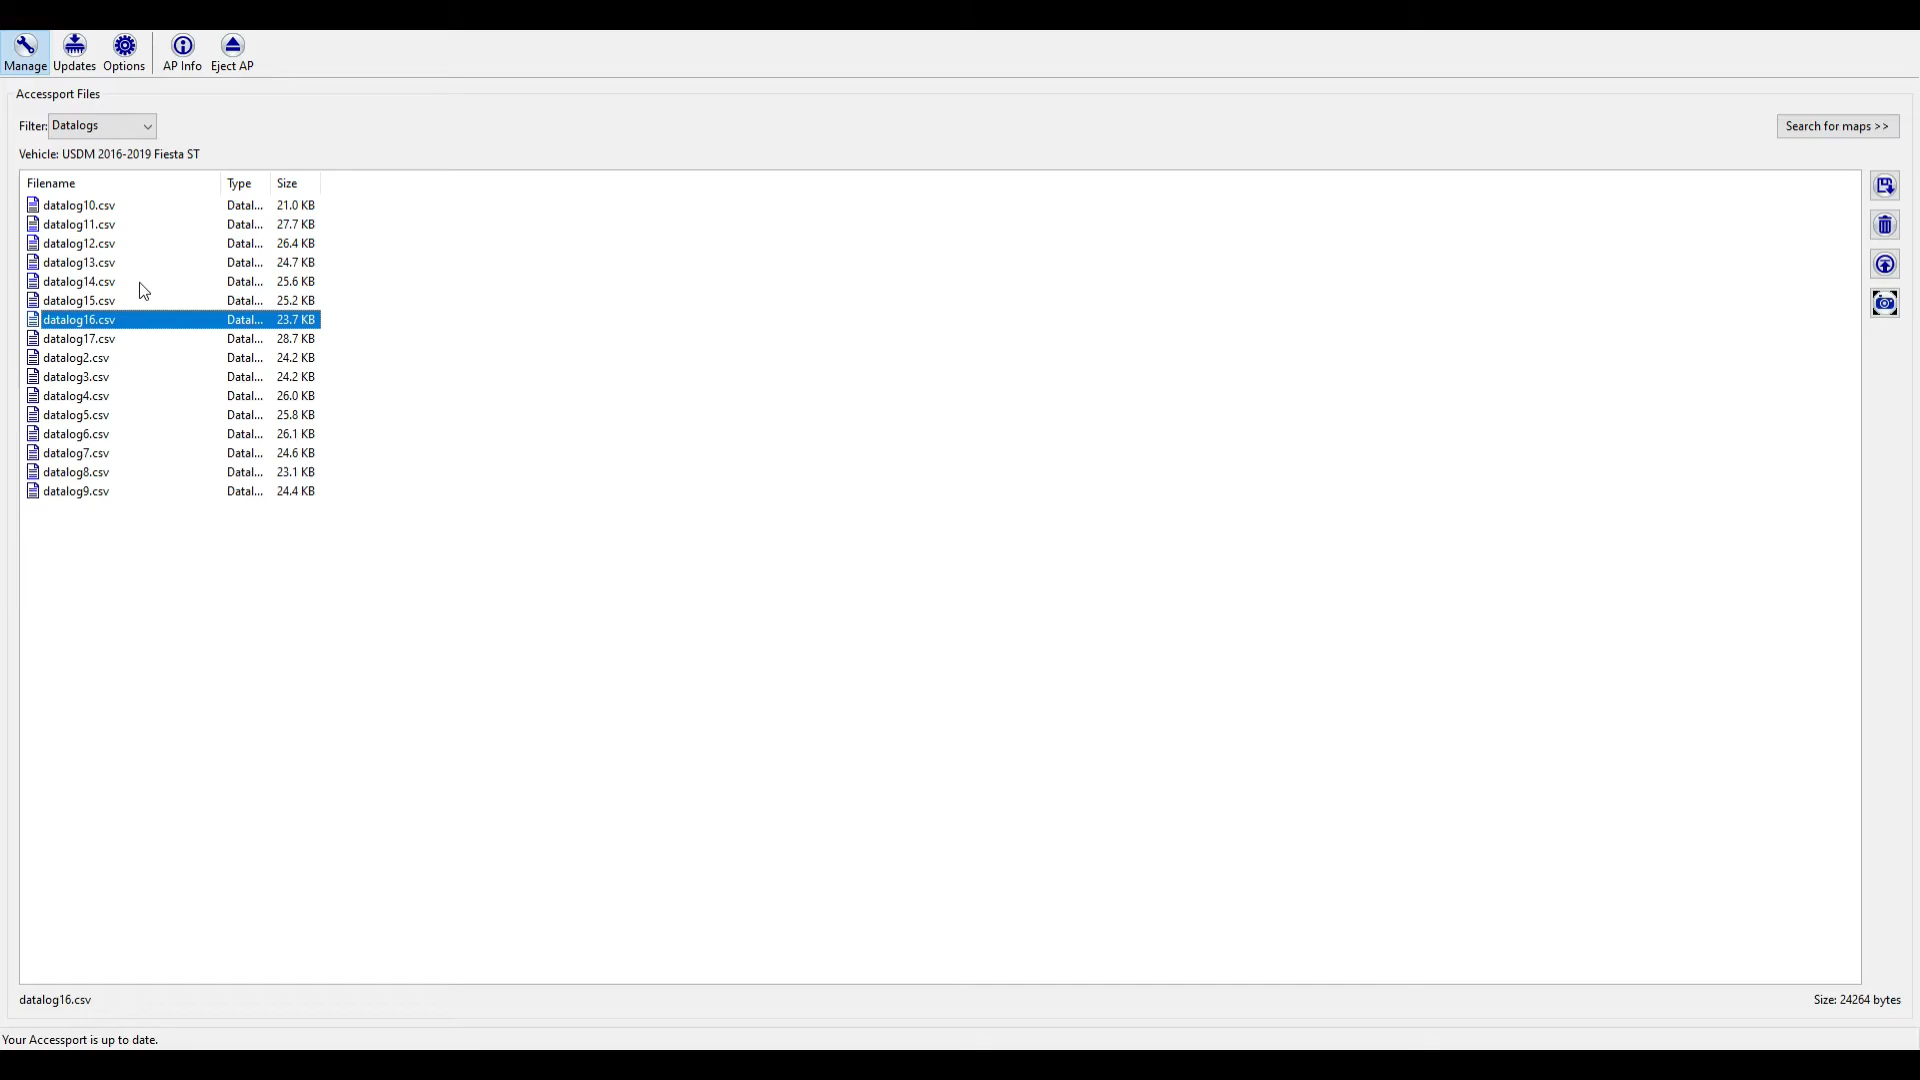 Manage Updates Options AP Info Eject AP
Accessport Files
Filter: Datalogs
Search for maps >>
Vehicle: USDM 2016-2019 Fiesta ST
Filename Type Size
datalog10.csv Datal... 21.0 KB
datalog11.csv Datal... 27.7 KB
datalog12.csv Datal... 26.4 KB
datalog13.csv Datal... 24.7 KB
datalog14.csv Datal... 25.6 KB
datalog15.csv Datal... 25.2 KB
datalog16.csv Datal... 23.7 KB
datalog17.csv Datal... 28.7 KB
datalog2.csv Datal... 24.2 KB
datalog3.csv Datal... 24.2 KB
datalog4.csv Datal... 26.0 KB
datalog5.csv Datal... 25.8 KB
datalog6.csv Datal... 26.1 KB
datalog7.csv Datal... 24.6 KB
datalog8.csv Datal... 23.1 KB
datalog9.csv Datal... 24.4 KB
datalog16.csv Size: 24264 bytes
Your Accessport is up to date.